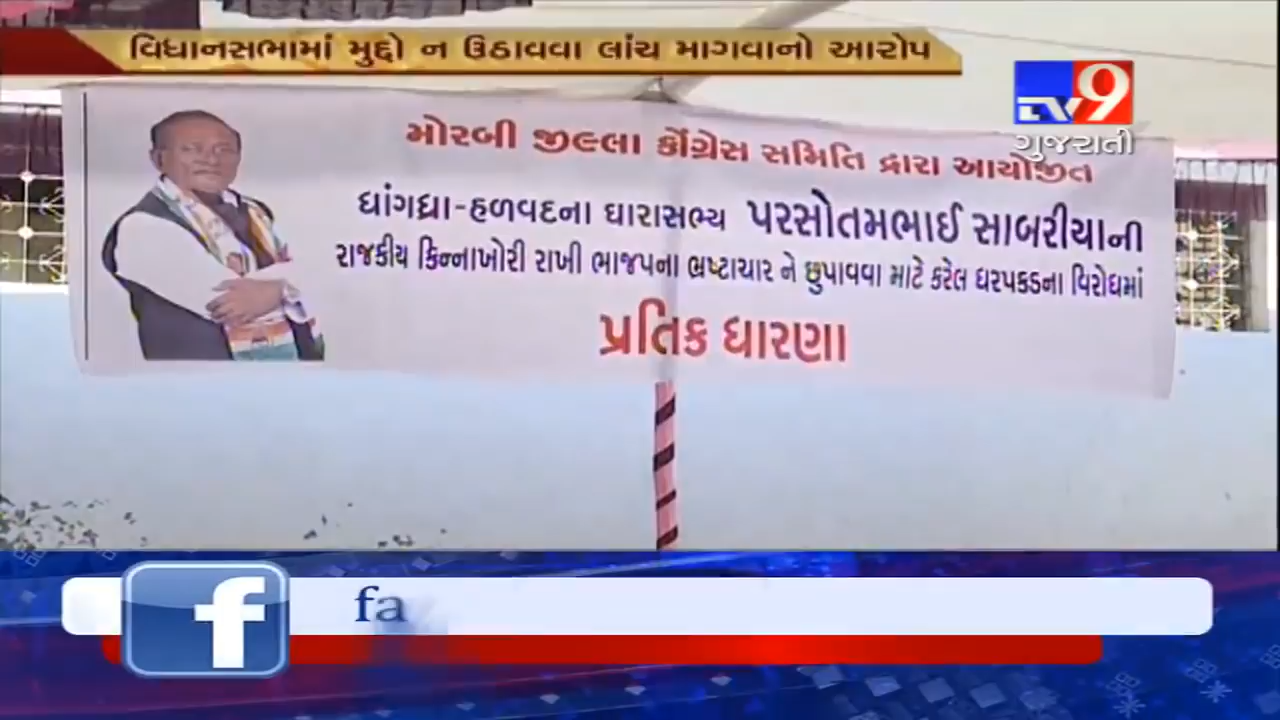 વિધાનસભામાં મુદ્દો ન ઉઠાવવા લાંચ માગવાનો આરોપ
TV9
ગુજરાતી
મોરબી જીલ્લા કોંગ્રેસ સમિતિ દ્વારા આયોજીત
ધાંગધ્રા-હળવદના ધારાસભ્ય પરસોતમભાઈ સાબરીયાની
રાજકીય કિન્નાખોરી રાખી ભાજપના ભ્રષ્ટાચાર ને છુપાવવા માટે કરેલ ધરપકડના વિરોધમાં
પ્રતિક ધારણા
f fa